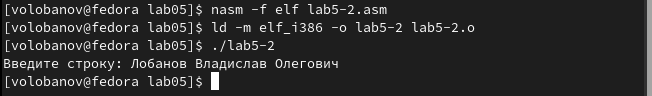 [volobanov@fedora lab05]$ nasm -f elf lab5-2.asm
[volobanov@fedora lab05]$ ld -m elf_i386 -o lab5-2 lab5-2.o
[volobanov@fedora lab05]$ ./lab5-2
Введите строку: Лобанов Владислав Олегович
[volobanov@fedora lab05]$